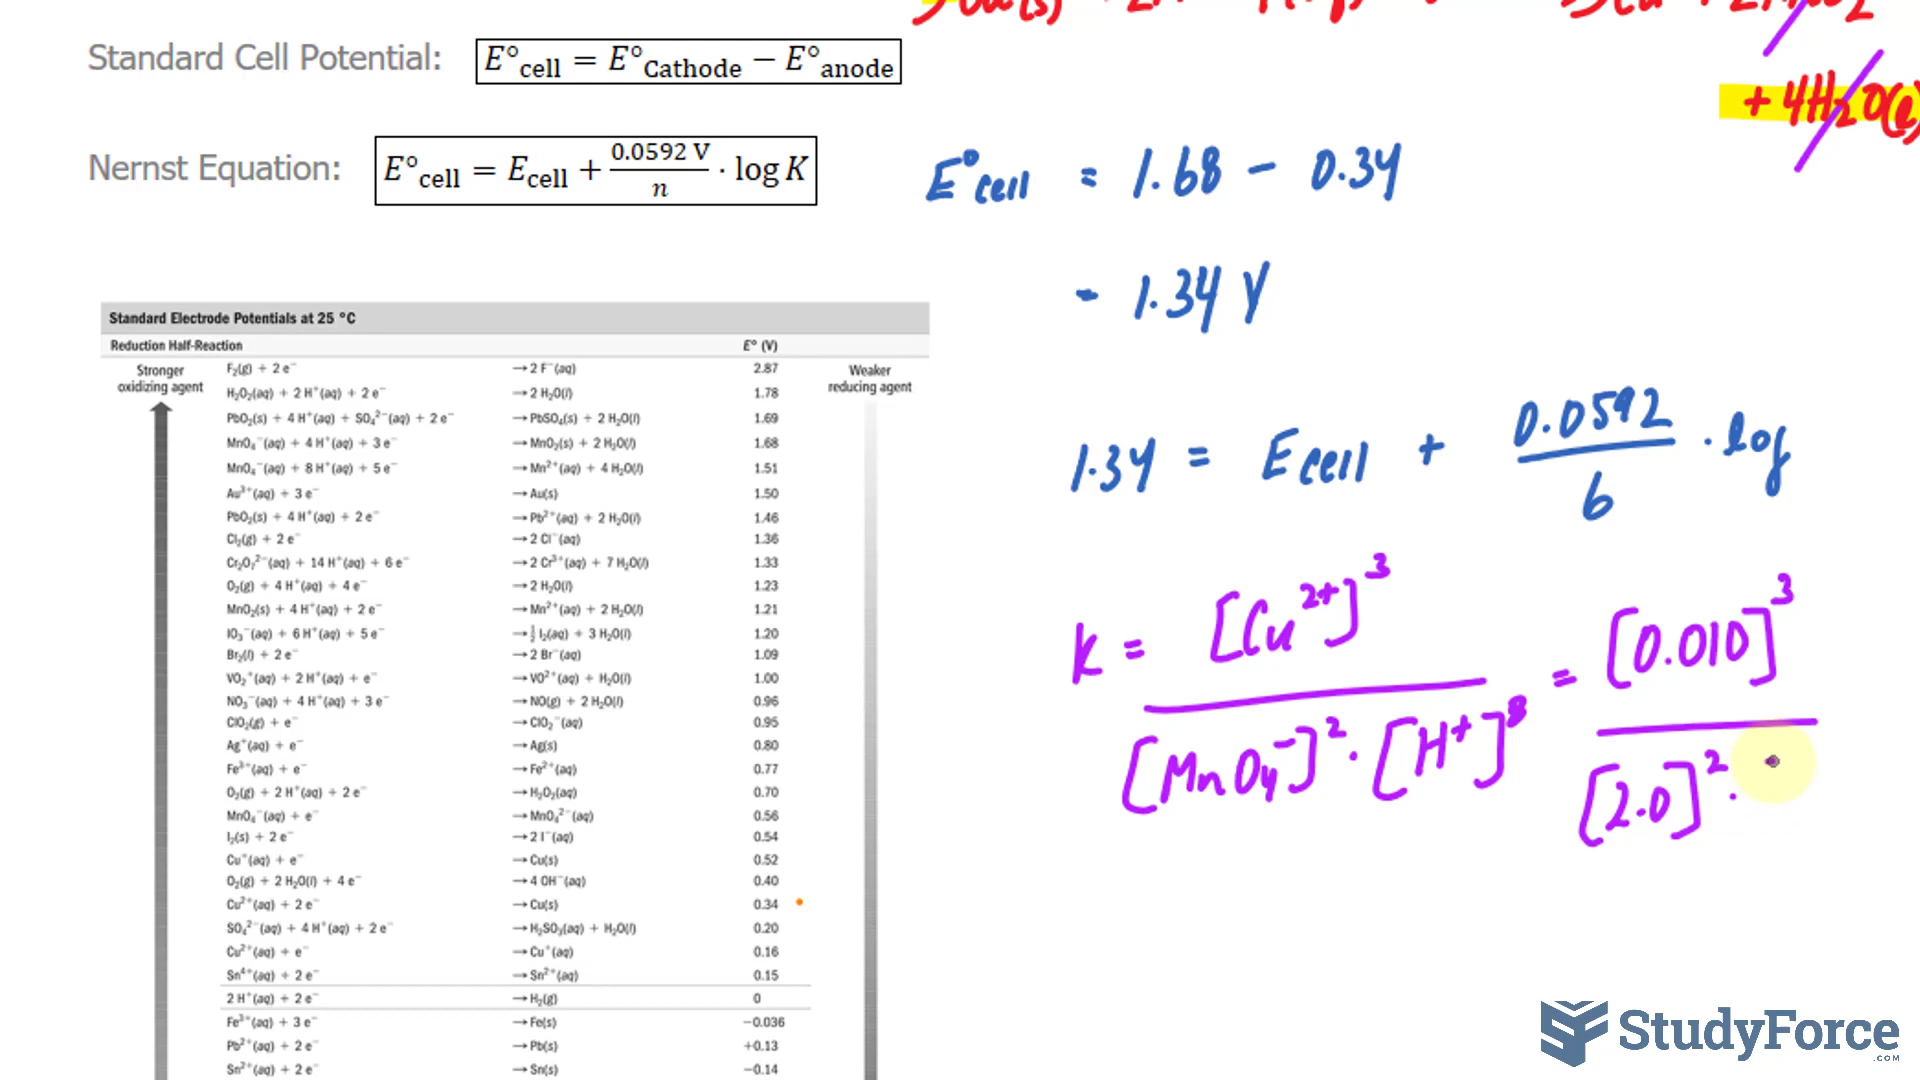 Standard Cell Potential: E°cell = E°Cathode − E°anode
+ 4H2O(l)
Nernst Equation: E°cell = Ecell + 0.0592 V / n · log K
E°cell = 1.68 - 0.34
= 1.34 V
1.34 = Ecell + 0.0592 / 6 · log
K = [Cu2+]^3 / [MnO4−]^2 · [H+]^8 = [0.010]^3 / [2.0]^2 ·
Standard Electrode Potentials at 25 °C
Reduction Half-Reaction E° (V)
Stronger oxidizing agent
Weaker reducing agent
F2(g) + 2 e− → 2 F−(aq) 2.87
H2O2(aq) + 2 H+(aq) + 2 e− → 2 H2O(l) 1.78
PbO2(s) + 4 H+(aq) + SO4^2−(aq) + 2 e− → PbSO4(s) + 2 H2O(l) 1.69
MnO4−(aq) + 4 H+(aq) + 3 e− → MnO2(s) + 2 H2O(l) 1.68
MnO4−(aq) + 8 H+(aq) + 5 e− → Mn2+(aq) + 4 H2O(l) 1.51
Au3+(aq) + 3 e− → Au(s) 1.50
PbO2(s) + 4 H+(aq) + 2 e− → Pb2+(aq) + 2 H2O(l) 1.46
Cl2(g) + 2 e− → 2 Cl−(aq) 1.36
Cr2O7^2−(aq) + 14 H+(aq) + 6 e− → 2 Cr3+(aq) + 7 H2O(l) 1.33
O2(g) + 4 H+(aq) + 4 e− → 2 H2O(l) 1.23
MnO2(s) + 4 H+(aq) + 2 e− → Mn2+(aq) + 2 H2O(l) 1.21
IO3−(aq) + 6 H+(aq) + 5 e− → ½ I2(aq) + 3 H2O(l) 1.20
Br2(l) + 2 e− → 2 Br−(aq) 1.09
VO2+(aq) + 2 H+(aq) + e− → VO2+(aq) + H2O(l) 1.00
NO3−(aq) + 4 H+(aq) + 3 e− → NO(g) + 2 H2O(l) 0.96
ClO2(g) + e− → ClO2−(aq) 0.95
Ag+(aq) + e− → Ag(s) 0.80
Fe3+(aq) + e− → Fe2+(aq) 0.77
O2(g) + 2 H+(aq) + 2 e− → H2O2(aq) 0.70
MnO4−(aq) + e− → MnO4^2−(aq) 0.56
I2(s) + 2 e− → 2 I−(aq) 0.54
Cu+(aq) + e− → Cu(s) 0.52
O2(g) + 2 H2O(l) + 4 e− → 4 OH−(aq) 0.40
Cu2+(aq) + 2 e− → Cu(s) 0.34
SO4^2−(aq) + 4 H+(aq) + 2 e− → H2SO3(aq) + H2O(l) 0.20
Cu2+(aq) + e− → Cu+(aq) 0.16
Sn4+(aq) + 2 e− → Sn2+(aq) 0.15
2 H+(aq) + 2 e− → H2(g) 0
Fe3+(aq) + 3 e− → Fe(s) −0.036
Pb2+(aq) + 2 e− → Pb(s) +0.13
Sn2+(aq) + 2 e− → Sn(s) −0.14
StudyForce
.COM